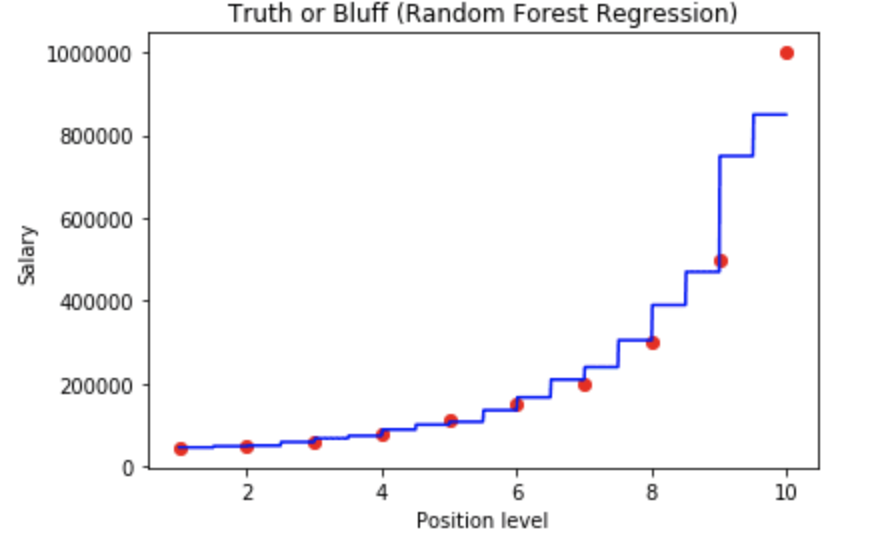 Truth or Bluff (Random Forest Regression)
1000000
800000
600000
400000
200000
0
Salary
2 4 6 8 10
Position level